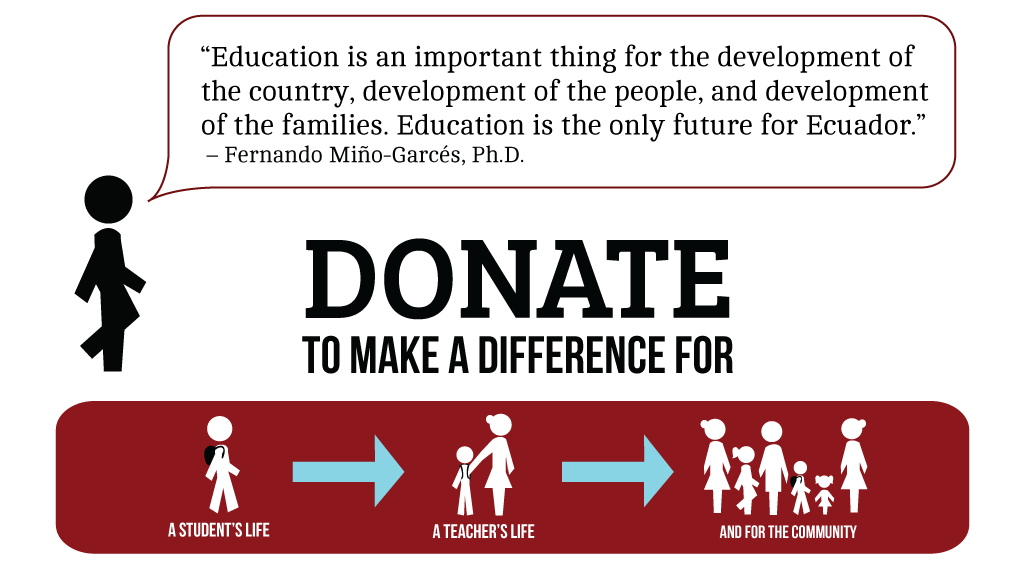 “Education is an important thing for the development of
the country, development of the people, and development
of the families. Education is the only future for Ecuador.”
– Fernando Miño-Garcés, Ph.D.
DONATE
TO MAKE A DIFFERENCE FOR
A STUDENT’S LIFE
A TEACHER’S LIFE
AND FOR THE COMMUNITY